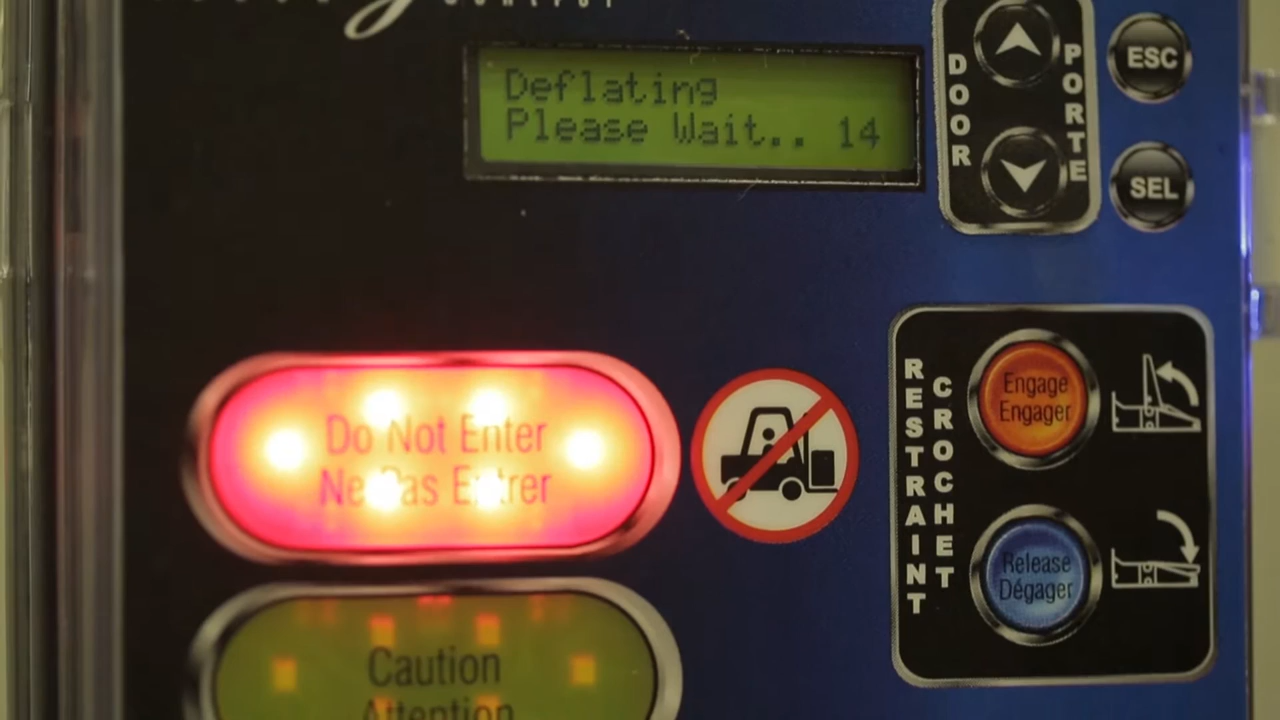 Deflating
Please Wait.. 14
DOOR
PORTE
ESC
SEL
Do Not Enter
Ne Pas Entrer
RESTRAINT
CROCHET
Engage
Engager
Release
Dégager
Caution
Attention